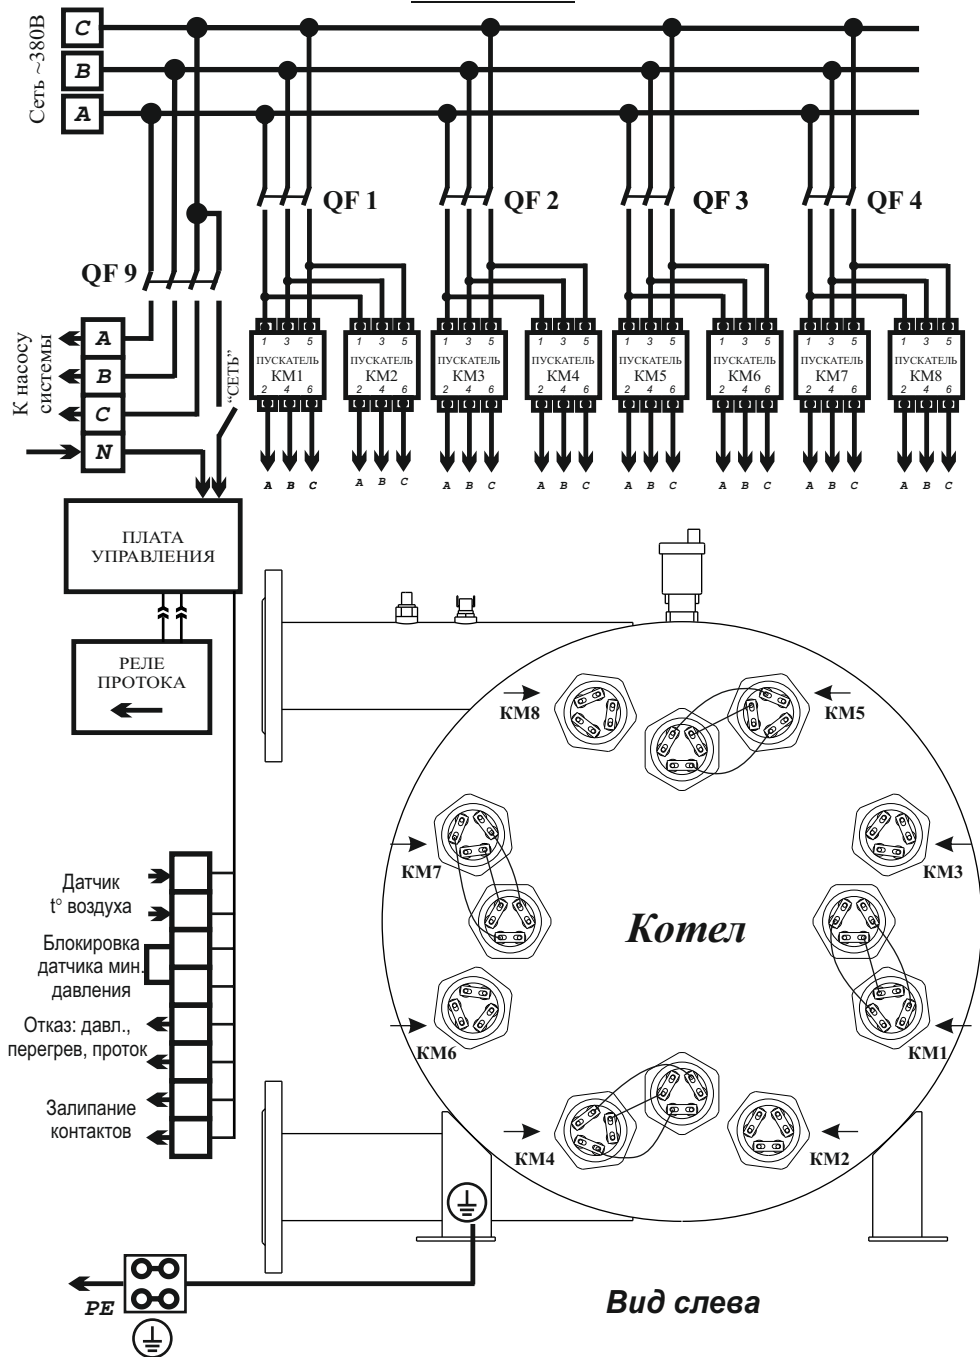 Сеть ~380В
C
B
A
QF 1
QF 2
QF 3
QF 4
QF 9
К насосу
системы
A
B
C
N
“СЕТЬ”
1 3 5
ПУСКАТЕЛЬ
КМ1
2 4 6
A B C
1 3 5
ПУСКАТЕЛЬ
КМ2
2 4 6
A B C
1 3 5
ПУСКАТЕЛЬ
КМ3
2 4 6
A B C
1 3 5
ПУСКАТЕЛЬ
КМ4
2 4 6
A B C
1 3 5
ПУСКАТЕЛЬ
КМ5
2 4 6
A B C
1 3 5
ПУСКАТЕЛЬ
КМ6
2 4 6
A B C
1 3 5
ПУСКАТЕЛЬ
КМ7
2 4 6
A B C
1 3 5
ПУСКАТЕЛЬ
КМ8
2 4 6
A B C
ПЛАТА
УПРАВЛЕНИЯ
РЕЛЕ
ПРОТОКА
КМ8
КМ5
КМ7
КМ3
Котел
КМ6
КМ1
КМ4
КМ2
Датчик
t° воздуха
Блокировка
датчика мин.
давления
Отказ: давл.,
перегрев, проток
Залипание
контактов
PE
Вид слева